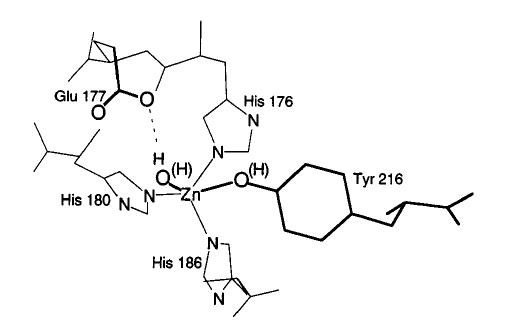 Glu 177
O
O
His 176
N
N
H
O(H)
Zn
O(H)
Tyr 216
His 180
N
N
N
His 186
N